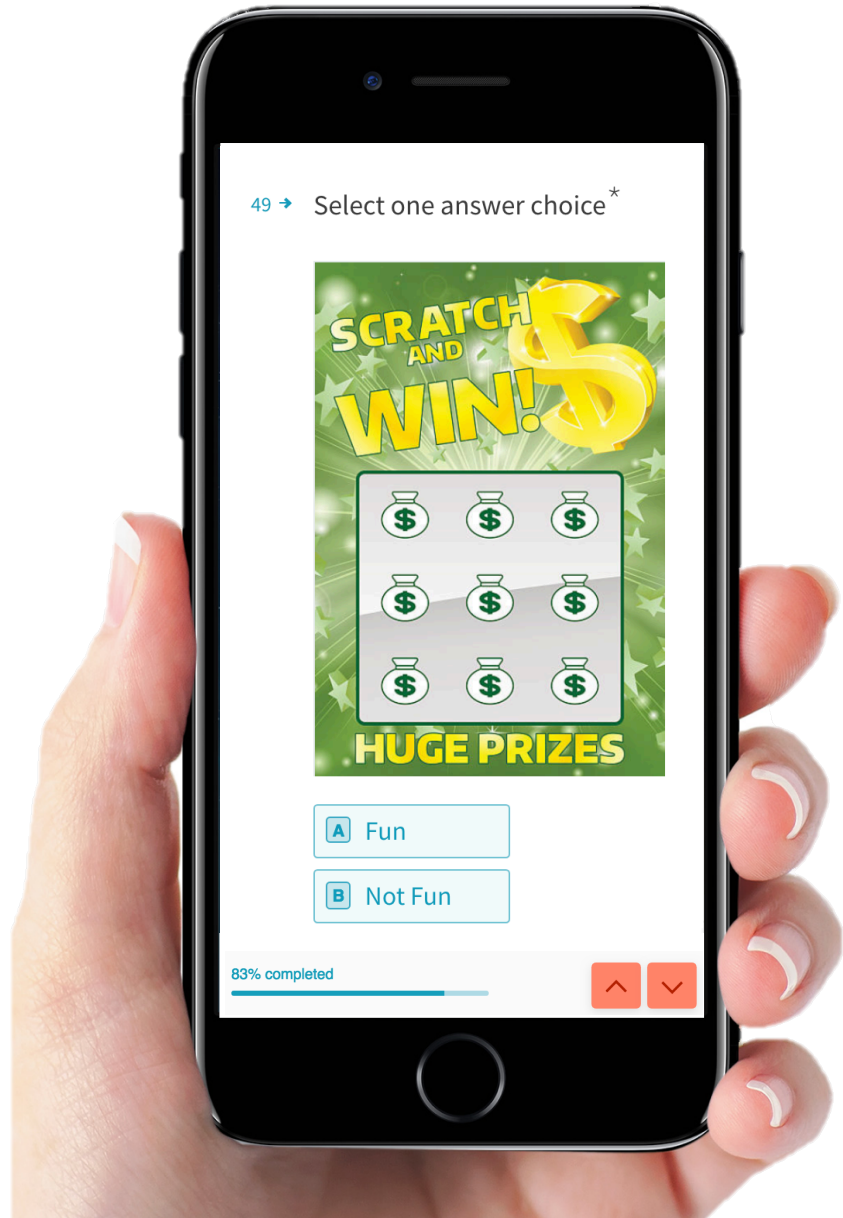 49 → Select one answer choice *
SCRATCH
AND
WIN!
$
$ $ $
$ $ $
$ $ $
HUGE PRIZES
A Fun
B Not Fun
83% completed